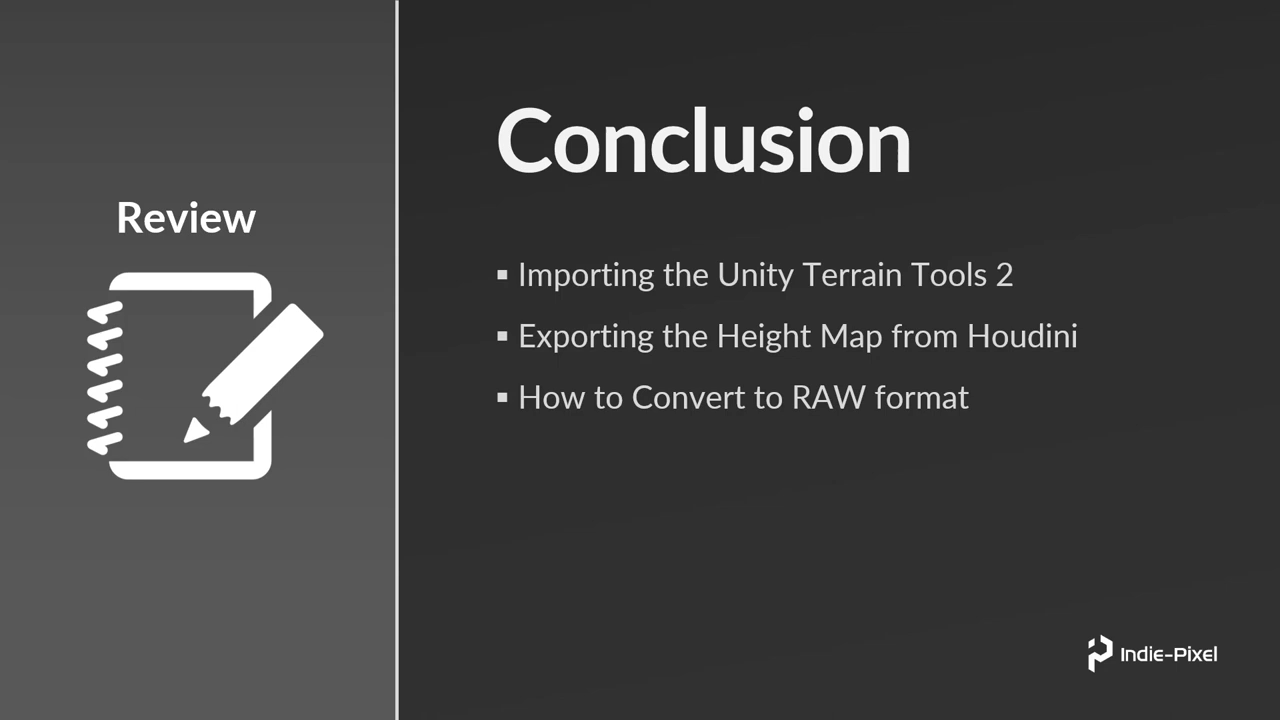 Review
Conclusion
▪ Importing the Unity Terrain Tools 2
▪ Exporting the Height Map from Houdini
▪ How to Convert to RAW format
Indie-Pixel